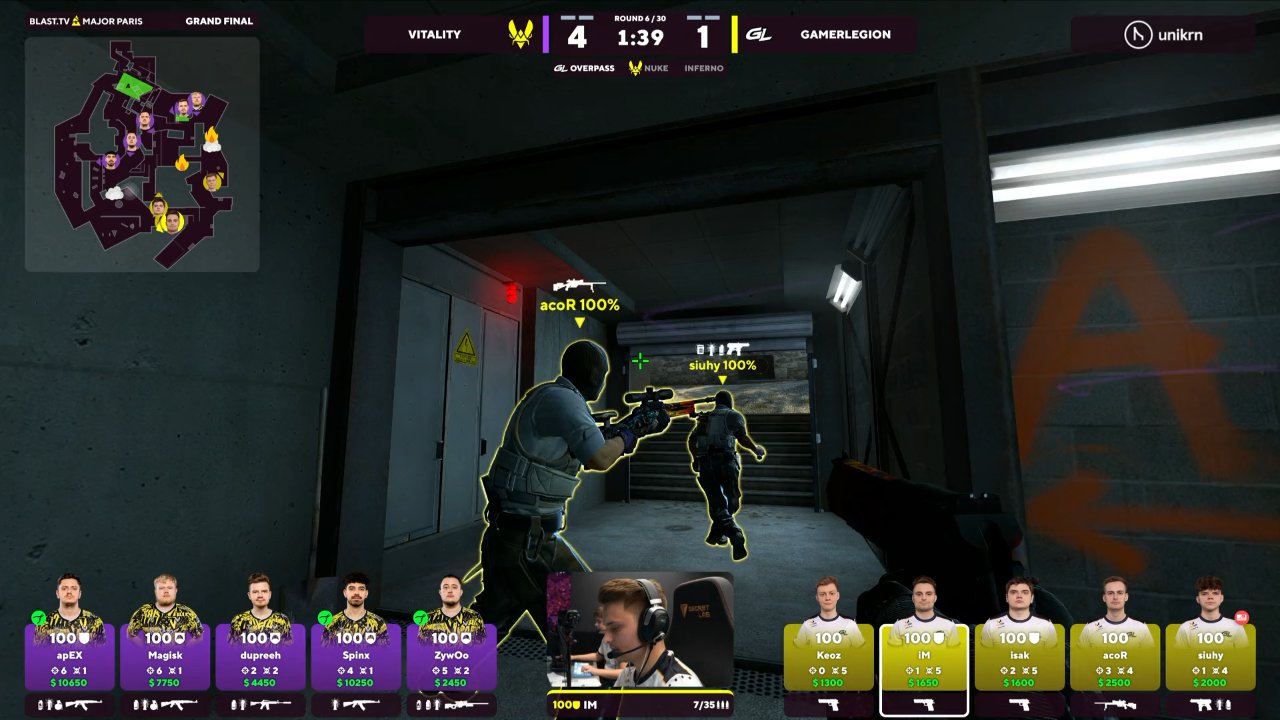 BLAST.TV MAJOR PARIS
GRAND FINAL
VITALITY
4
ROUND 6 / 30
1:39
1
GL
GAMERLEGION
unikrn
GL OVERPASS
NUKE
INFERNO
A
acoR 100%
siuhy 100%
A
SECRET LAB
100 apEX 6 1 $10650
100 Magisk 6 1 $7750
100 dupreeh 2 2 $4450
100 Spinx 4 1 $10250
100 ZywOo 5 2 $2450
100 IM
7/35
100 Keoz 0 5 $1300
100 iM 1 5 $1650
100 isak 2 5 $1600
100 acoR 3 4 $2500
100 siuhy 1 4 $2000